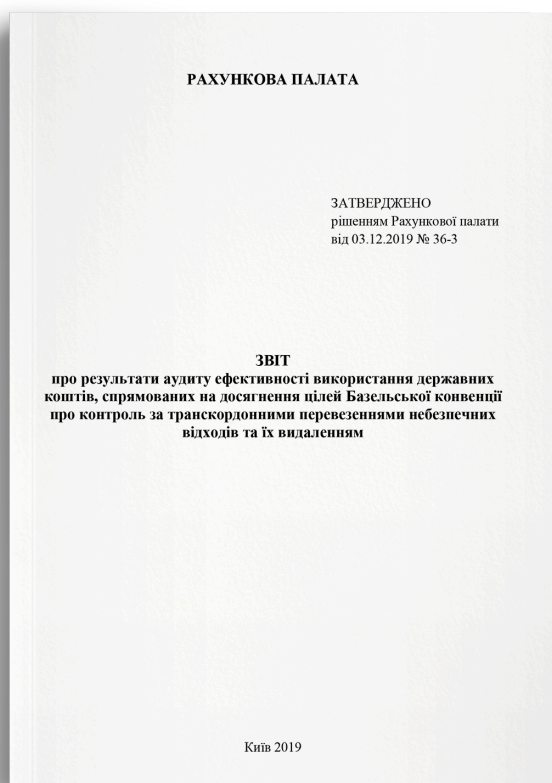 РАХУНКОВА ПАЛАТА
ЗАТВЕРДЖЕНО
рішенням Рахункової палати
від 03.12.2019 № 36-3
ЗВІТ
про результати аудиту ефективності використання державних
коштів, спрямованих на досягнення цілей Базельської конвенції
про контроль за транскордонними перевезеннями небезпечних
відходів та їх видаленням
Київ 2019